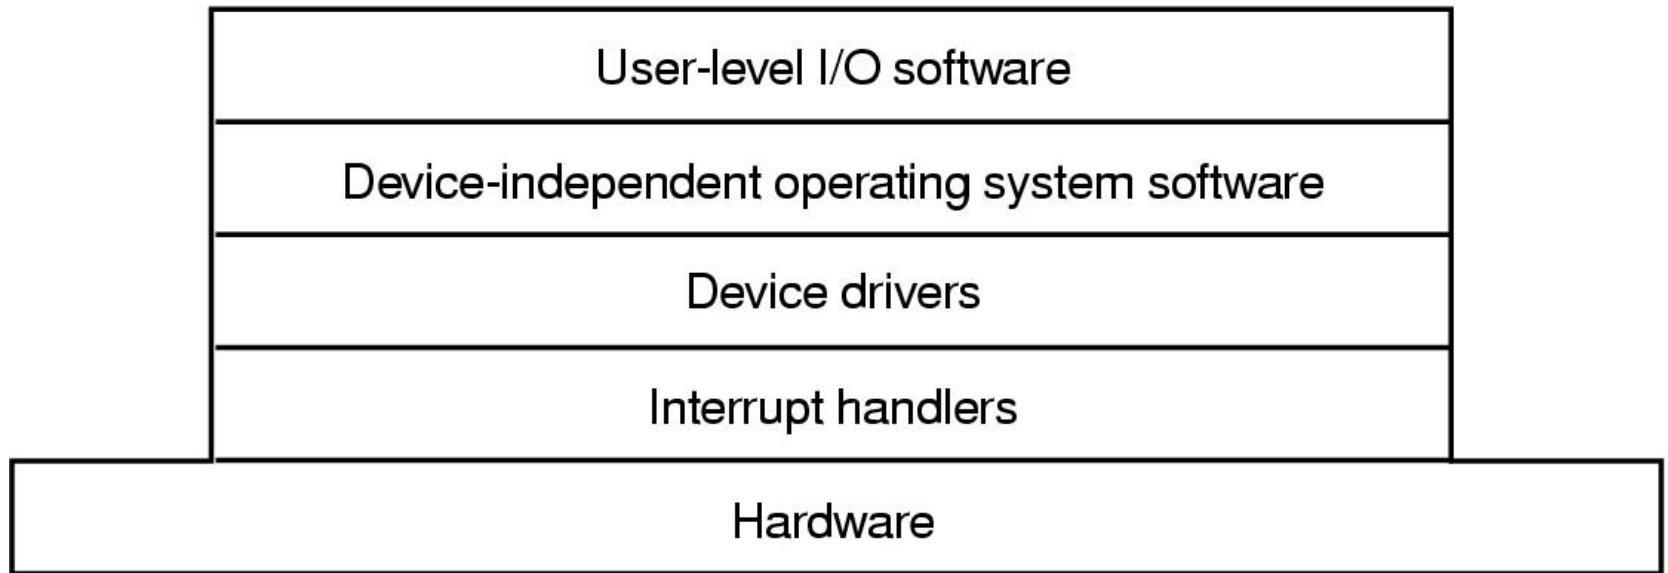 User-level I/O software
Device-independent operating system software
Device drivers
Interrupt handlers
Hardware